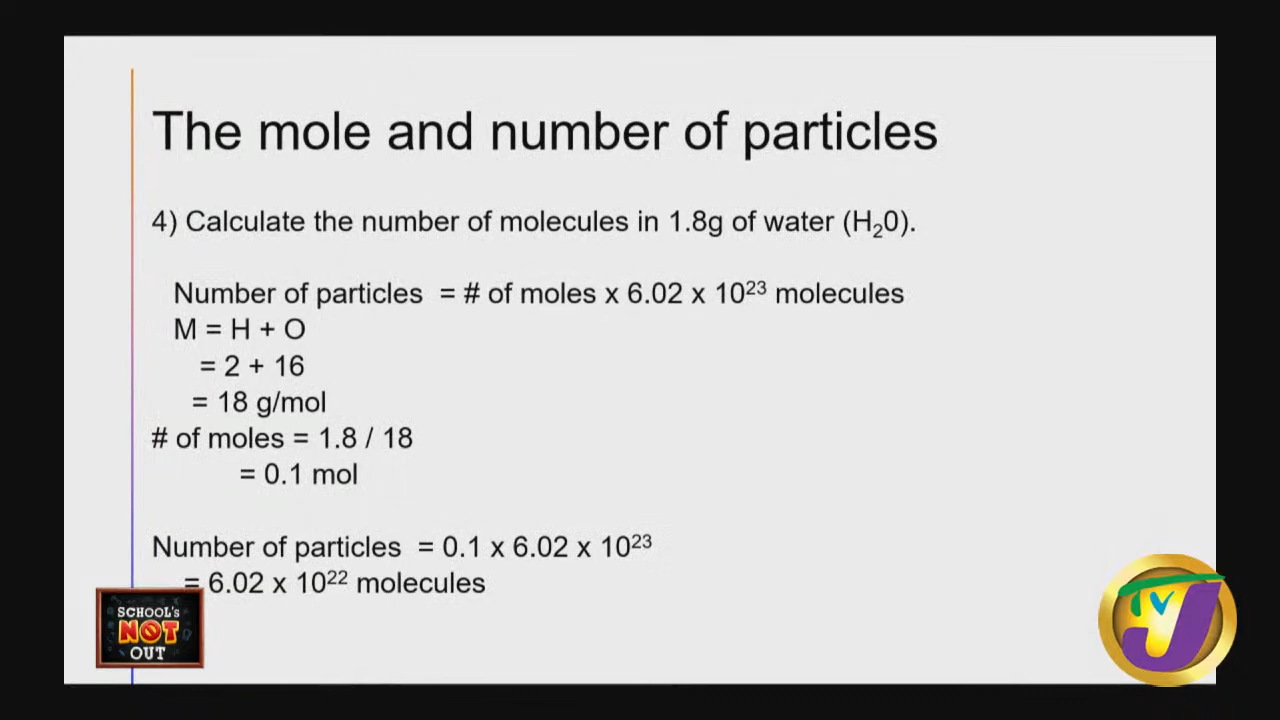 The mole and number of particles
4) Calculate the number of molecules in 1.8g of water (H₂0).
Number of particles = # of moles x 6.02 x 10²³ molecules
M = H + O
= 2 + 16
= 18 g/mol
# of moles = 1.8 / 18
= 0.1 mol
Number of particles = 0.1 x 6.02 x 10²³
= 6.02 x 10²² molecules
SCHOOL's
NOT
OUT
TVJ